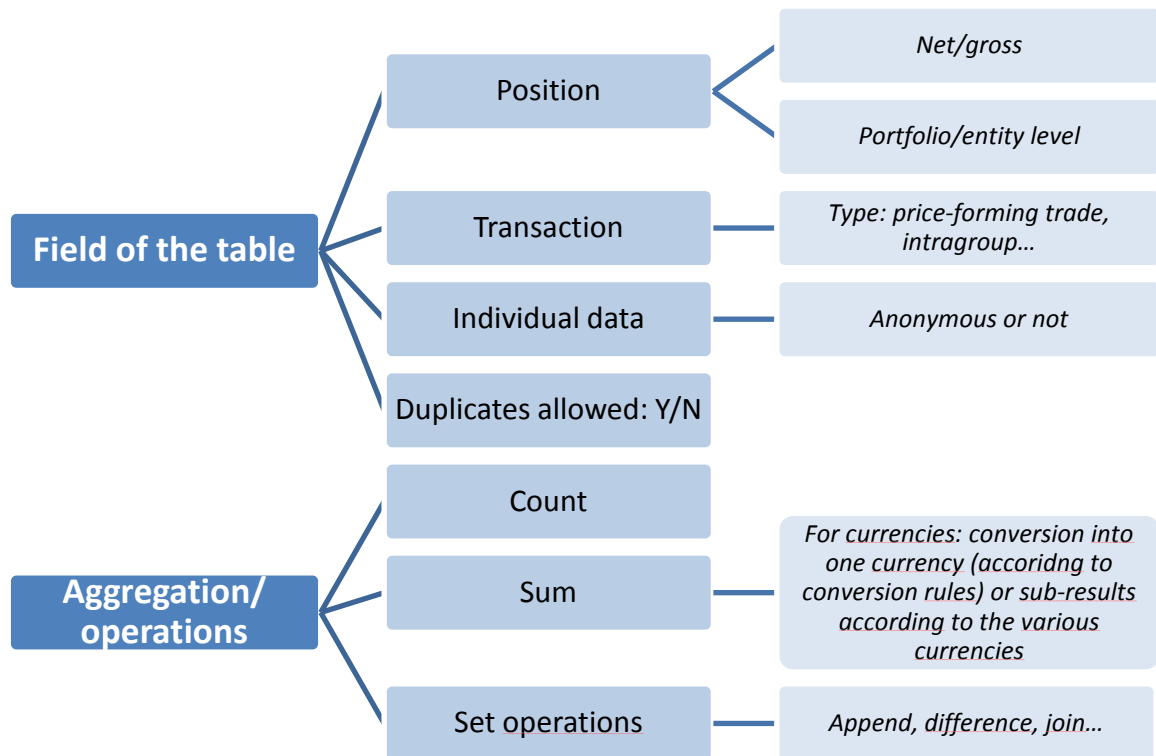 Net/gross
Position
Portfolio/entity level
Field of the table
Transaction
Type: price-forming trade,
intragroup…
Individual data
Anonymous or not
Duplicates allowed: Y/N
Count
Aggregation/
operations
Sum
For currencies: conversion into
one currency (accoridng to
conversion rules) or sub-results
according to the various
currencies
Set operations
Append, difference, join…